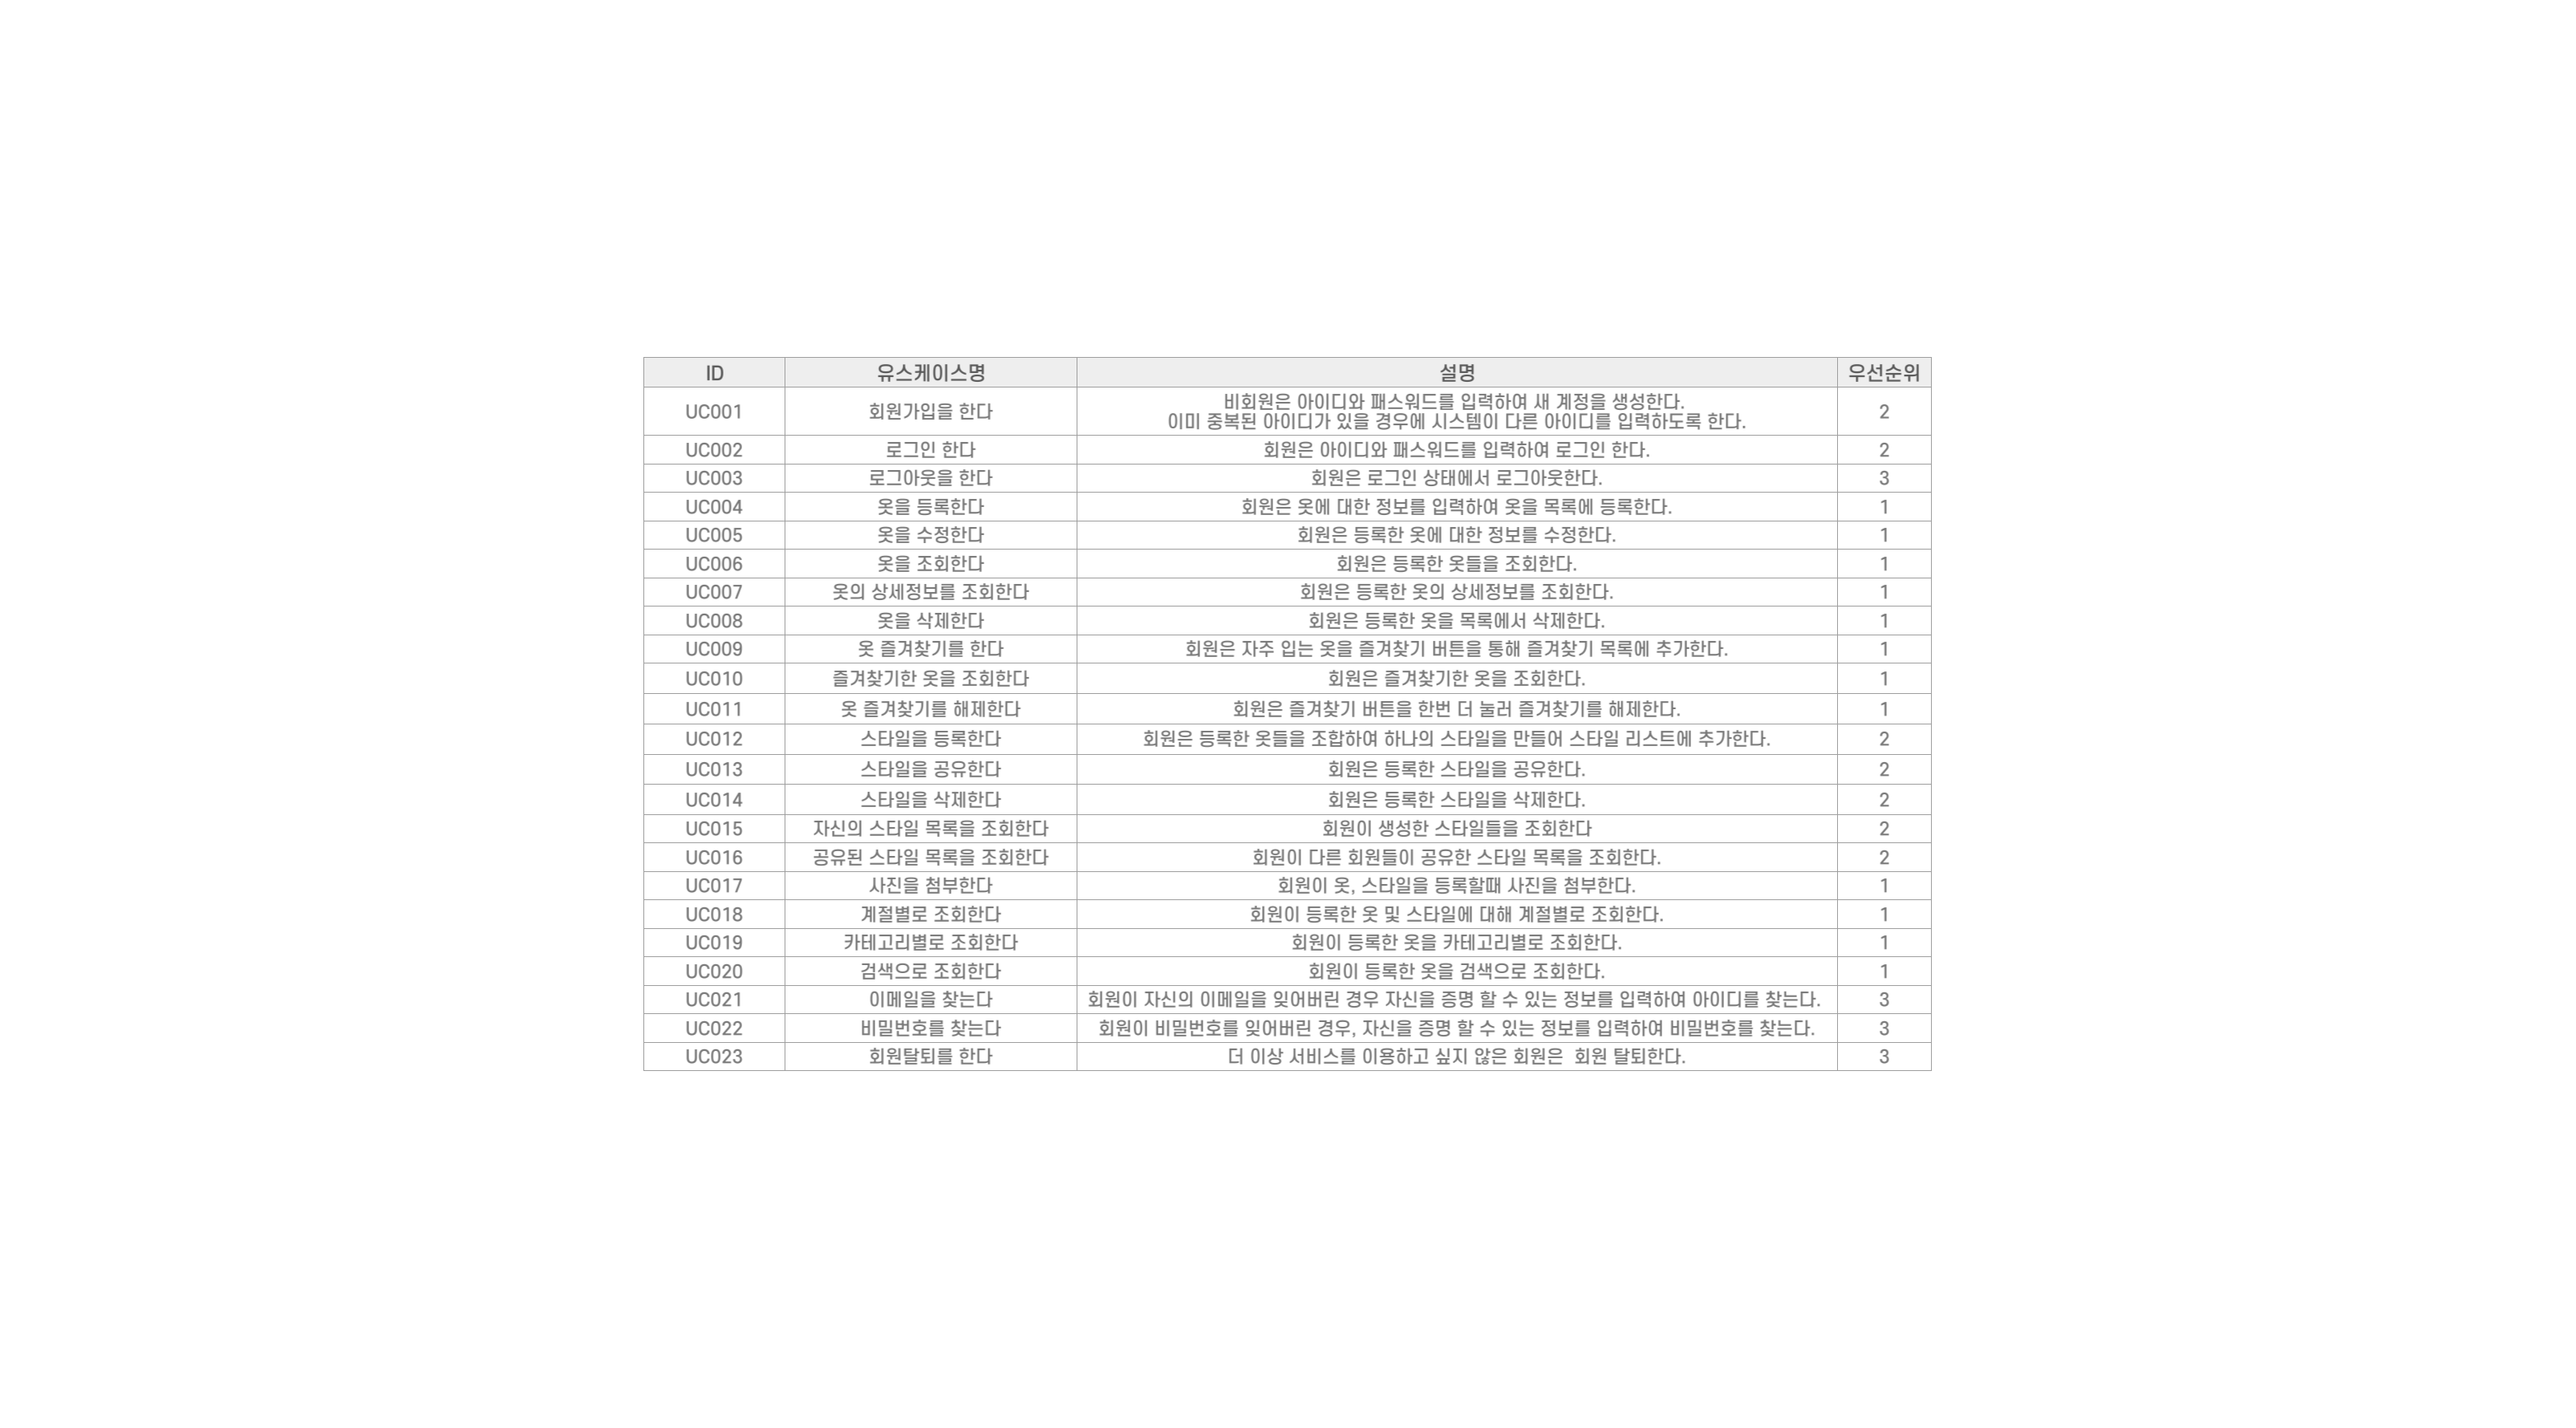 ID 유스케이스명 설명 우선순위
UC001 회원가입을 한다 비회원은 아이디와 패스워드를 입력하여 새 계정을 생성한다.
이미 중복된 아이디가 있을 경우에 시스템이 다른 아이디를 입력하도록 한다. 2
UC002 로그인 한다 회원은 아이디와 패스워드를 입력하여 로그인 한다. 2
UC003 로그아웃을 한다 회원은 로그인 상태에서 로그아웃한다. 3
UC004 옷을 등록한다 회원은 옷에 대한 정보를 입력하여 옷을 목록에 등록한다. 1
UC005 옷을 수정한다 회원은 등록한 옷에 대한 정보를 수정한다. 1
UC006 옷을 조회한다 회원은 등록한 옷들을 조회한다. 1
UC007 옷의 상세정보를 조회한다 회원은 등록한 옷의 상세정보를 조회한다. 1
UC008 옷을 삭제한다 회원은 등록한 옷을 목록에서 삭제한다. 1
UC009 옷 즐겨찾기를 한다 회원은 자주 입는 옷을 즐겨찾기 버튼을 통해 즐겨찾기 목록에 추가한다. 1
UC010 즐겨찾기한 옷을 조회한다 회원은 즐겨찾기한 옷을 조회한다. 1
UC011 옷 즐겨찾기를 해제한다 회원은 즐겨찾기 버튼을 한번 더 눌러 즐겨찾기를 해제한다. 1
UC012 스타일을 등록한다 회원은 등록한 옷들을 조합하여 하나의 스타일을 만들어 스타일 리스트에 추가한다. 2
UC013 스타일을 공유한다 회원은 등록한 스타일을 공유한다. 2
UC014 스타일을 삭제한다 회원은 등록한 스타일을 삭제한다. 2
UC015 자신의 스타일 목록을 조회한다 회원이 생성한 스타일들을 조회한다 2
UC016 공유된 스타일 목록을 조회한다 회원이 다른 회원들이 공유한 스타일 목록을 조회한다. 2
UC017 사진을 첨부한다 회원이 옷, 스타일을 등록할때 사진을 첨부한다. 1
UC018 계절별로 조회한다 회원이 등록한 옷 및 스타일에 대해 계절별로 조회한다. 1
UC019 카테고리별로 조회한다 회원이 등록한 옷을 카테고리별로 조회한다. 1
UC020 검색으로 조회한다 회원이 등록한 옷을 검색으로 조회한다. 1
UC021 이메일을 찾는다 회원이 자신의 이메일을 잊어버린 경우 자신을 증명 할 수 있는 정보를 입력하여 아이디를 찾는다. 3
UC022 비밀번호를 찾는다 회원이 비밀번호를 잊어버린 경우, 자신을 증명 할 수 있는 정보를 입력하여 비밀번호를 찾는다. 3
UC023 회원탈퇴를 한다 더 이상 서비스를 이용하고 싶지 않은 회원은  회원 탈퇴한다. 3